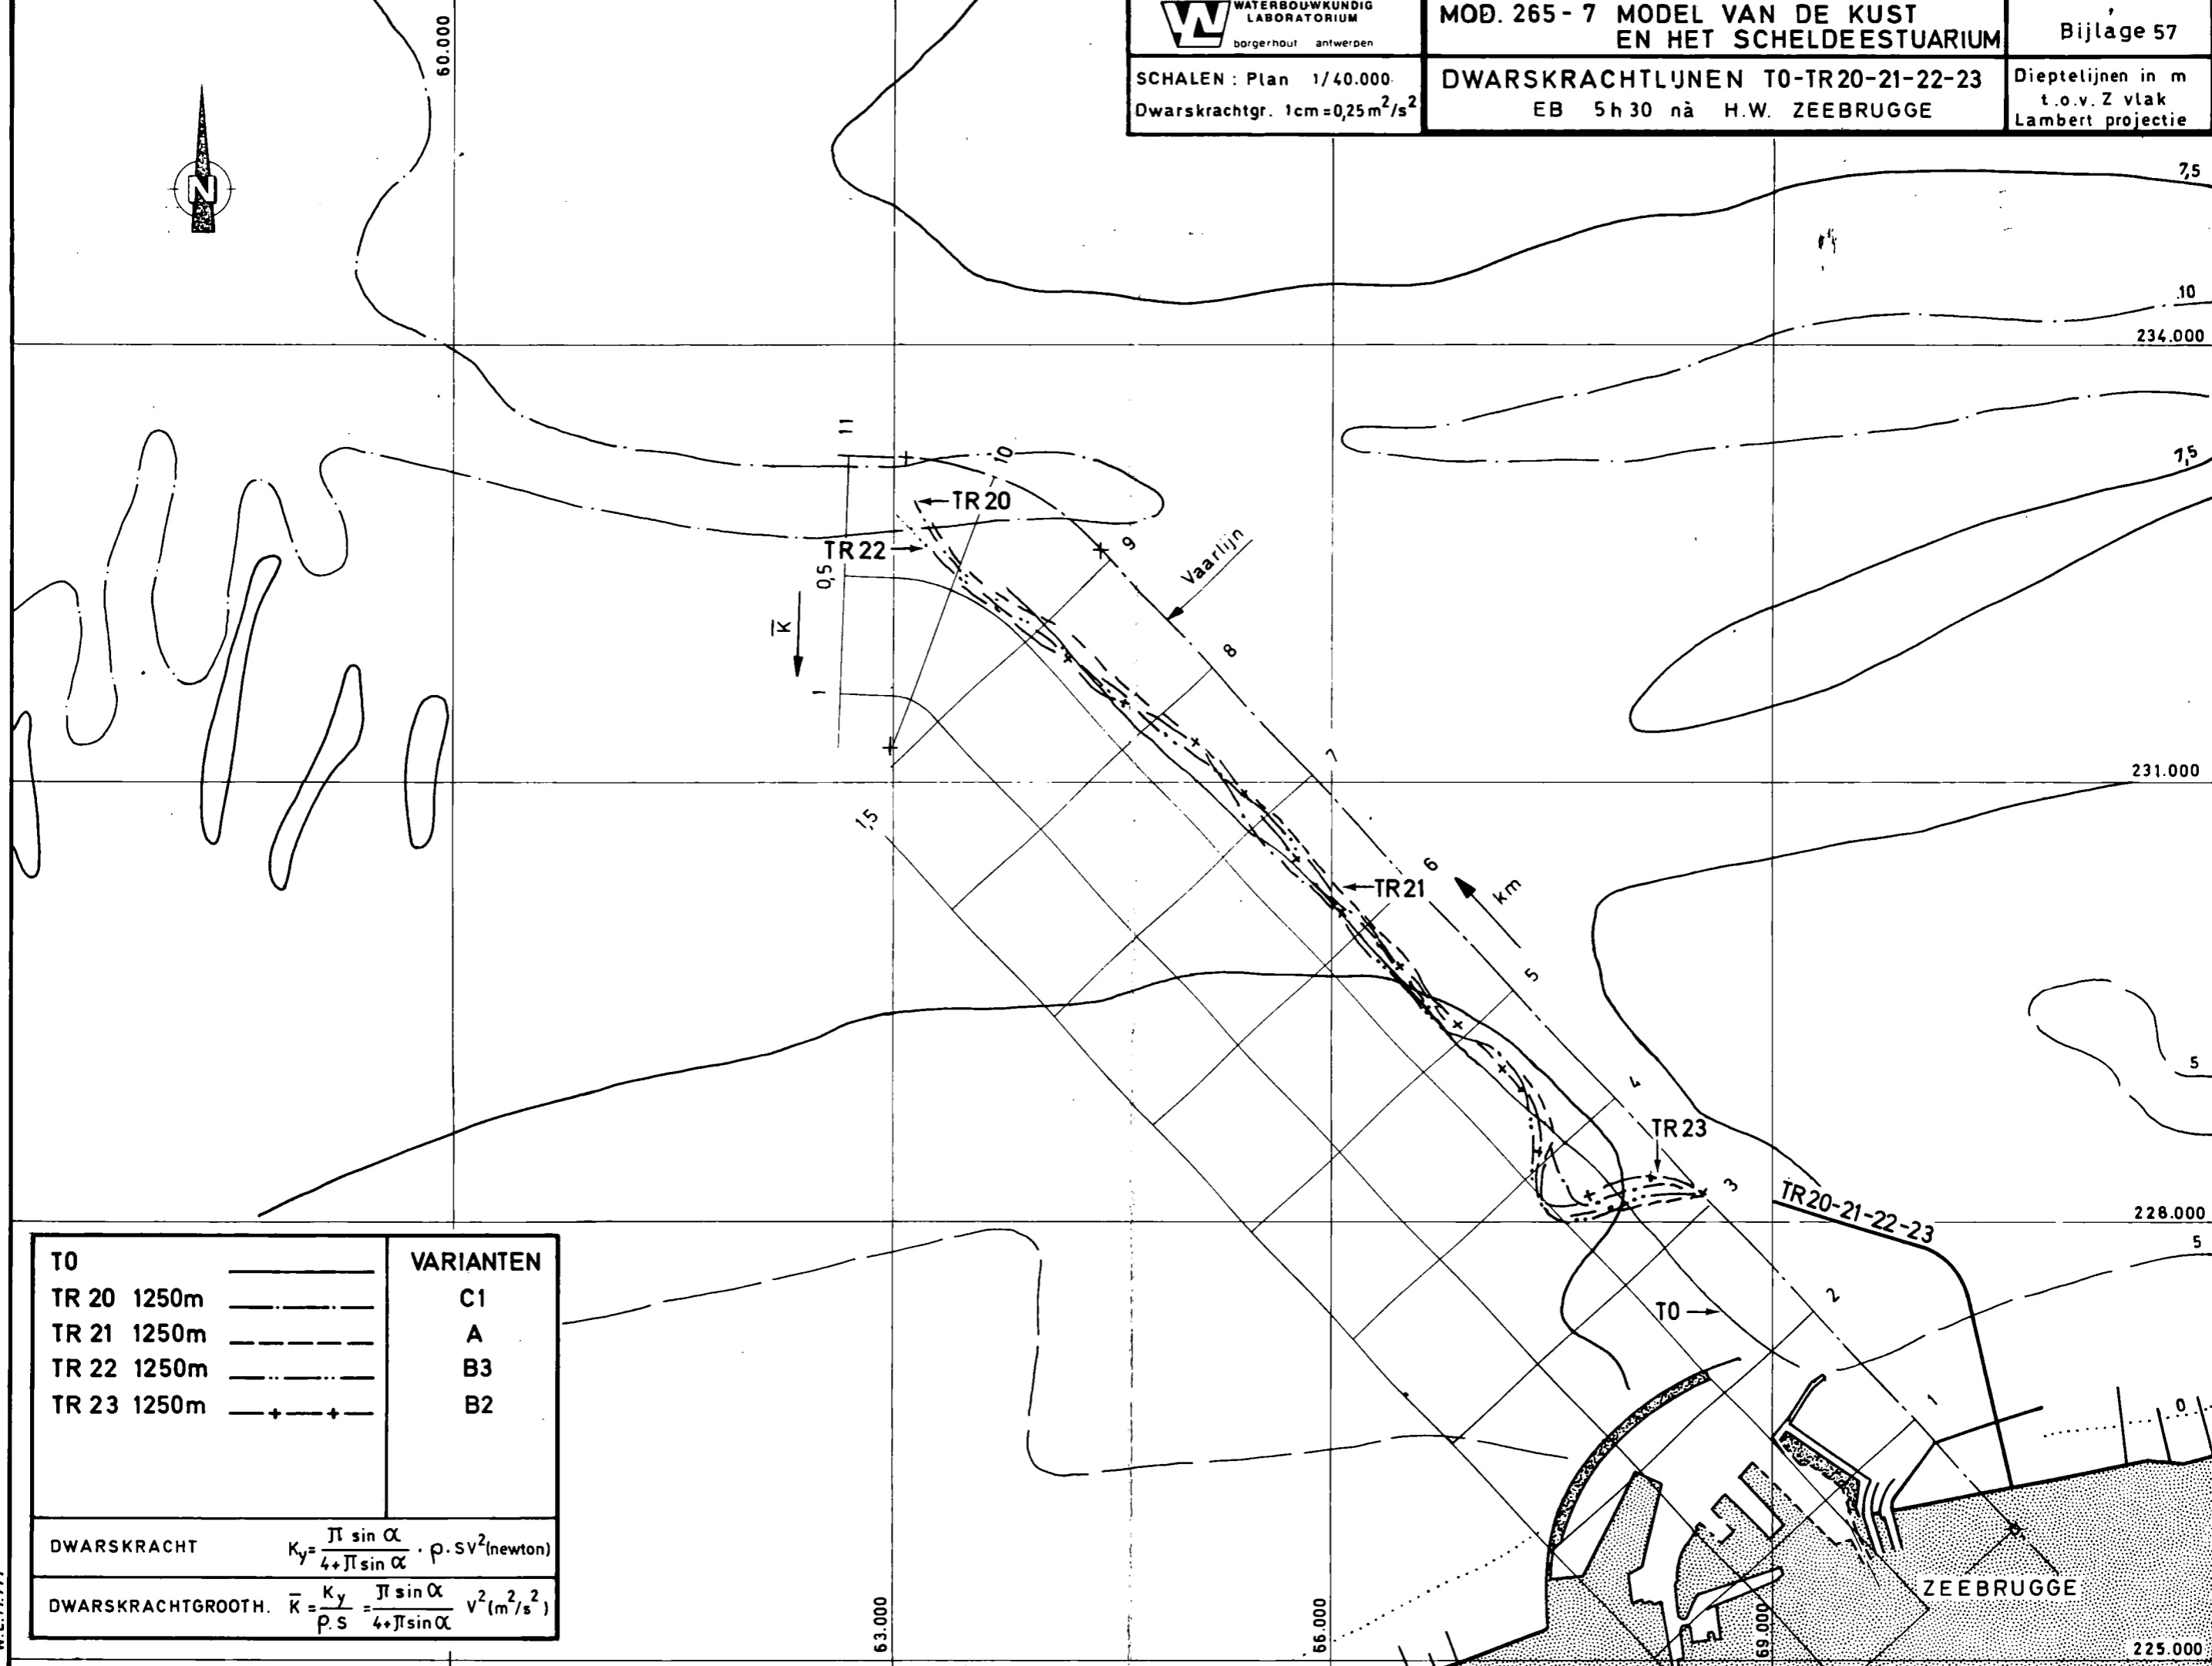 WATERBOUWKUNDIG
LABORATORIUM
borgerhout antwerpen
MOD. 265-7 MODEL VAN DE KUST
EN HET SCHELDEESTUARIUM
Bijlage 57
SCHALEN : Plan 1/40.000
Dwarskrachtgr. 1cm=0,25m²/s²
DWARSKRACHTLIJNEN T0-TR20-21-22-23
EB 5h30 nà H.W. ZEEBRUGGE
Dieptelijnen in m
t.o.v. Z vlak
Lambert projectie
60.000
N
7,5
10
234.000
11
10
TR20
TR22
9
Vaarlijn
0,5
K̅
8
1
7,5
7
231.000
1,5
6
TR21
km
5
5
4
TR23
3
TR20-21-22-23
228.000
5
2
T0
1
0
ZEEBRUGGE
63.000
66.000
69.000
225.000
T0
VARIANTEN
TR 20 1250m C1
TR 21 1250m A
TR 22 1250m B3
TR 23 1250m B2
DWARSKRACHT Ky = π sin α / 4+π sin α · ρ.SV²(newton)
DWARSKRACHTGROOTH. K̅ = Ky / ρ.S = π sin α / 4+π sin α V²(m²/s²)